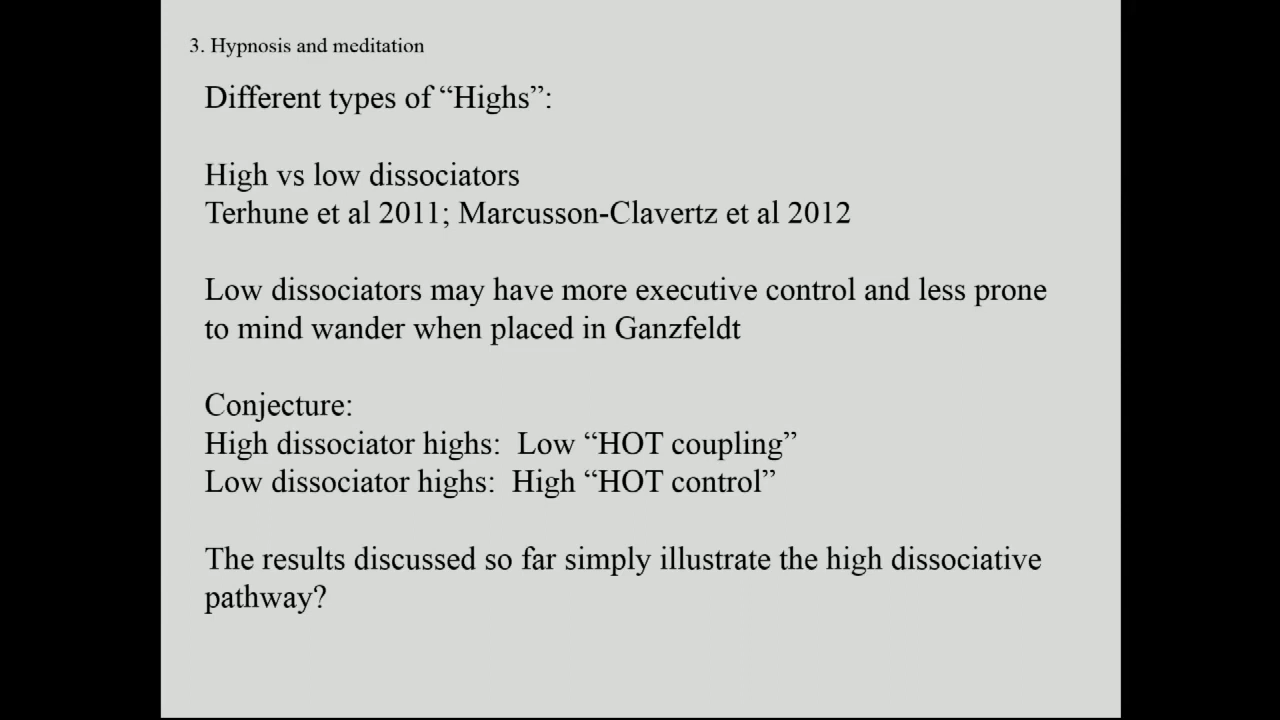 3. Hypnosis and meditation
Different types of “Highs”:
High vs low dissociators
Terhune et al 2011; Marcusson-Clavertz et al 2012
Low dissociators may have more executive control and less prone
to mind wander when placed in Ganzfeldt
Conjecture:
High dissociator highs:  Low “HOT coupling”
Low dissociator highs:  High “HOT control”
The results discussed so far simply illustrate the high dissociative
pathway?